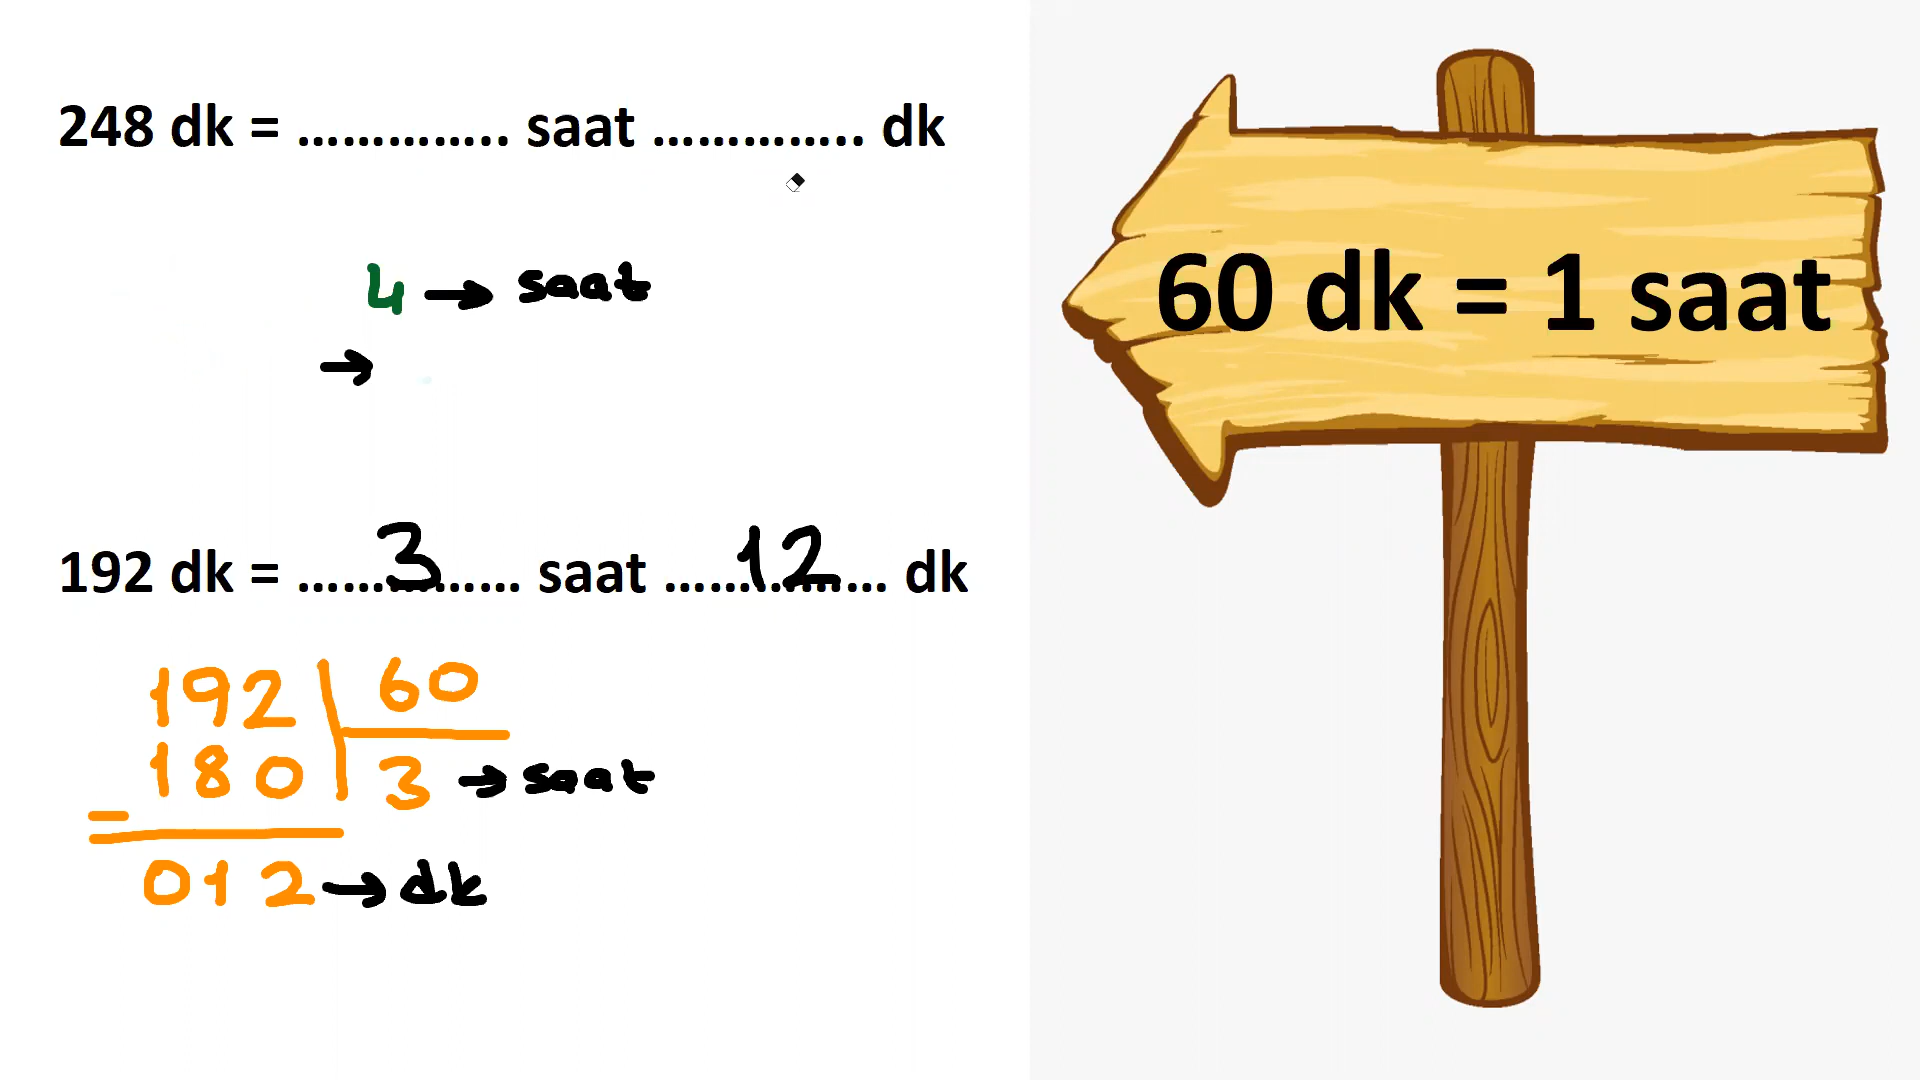 248 dk = ………….. saat ………….. dk
4 → saat
→
192 dk = ……3……… saat ……12……… dk
192 | 60
180 | 3 → saat
012 → dk
60 dk = 1 saat